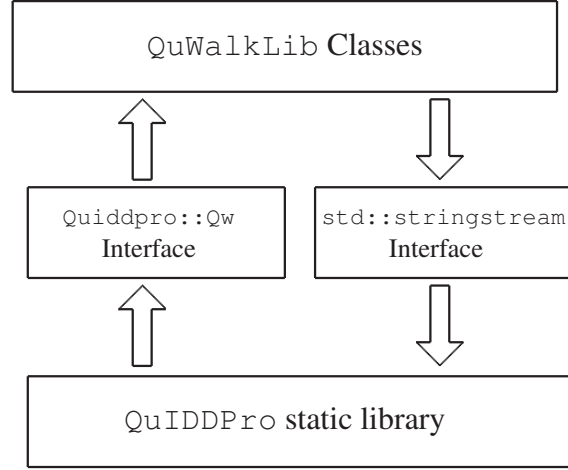 QuWalkLib Classes
Quiddpro::Qw
Interface
std::stringstream
Interface
QuIDDPro static library